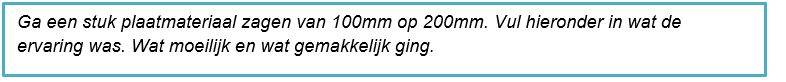 Ga een stuk plaatmateriaal zagen van 100mm op 200mm. Vul hieronder in wat de
ervaring was. Wat moeilijk en wat gemakkelijk ging.